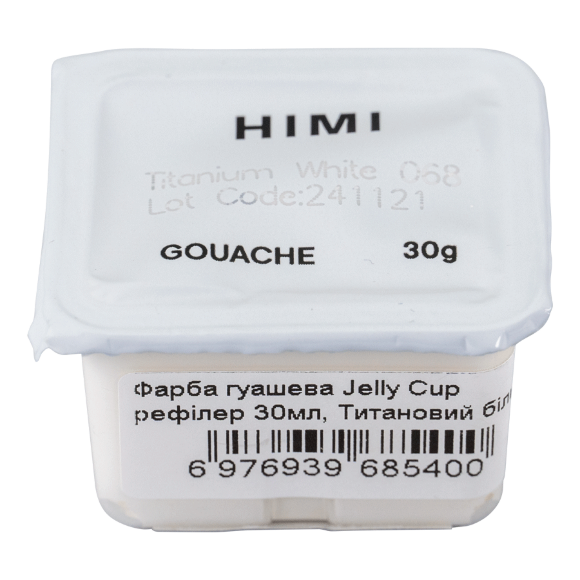 HIMI
Titanium White 068
Lot Code:241121
GOUACHE 30g
Фарба гуашева Jelly Cup
рефілер 30мл, Титановий
6 976939 685400